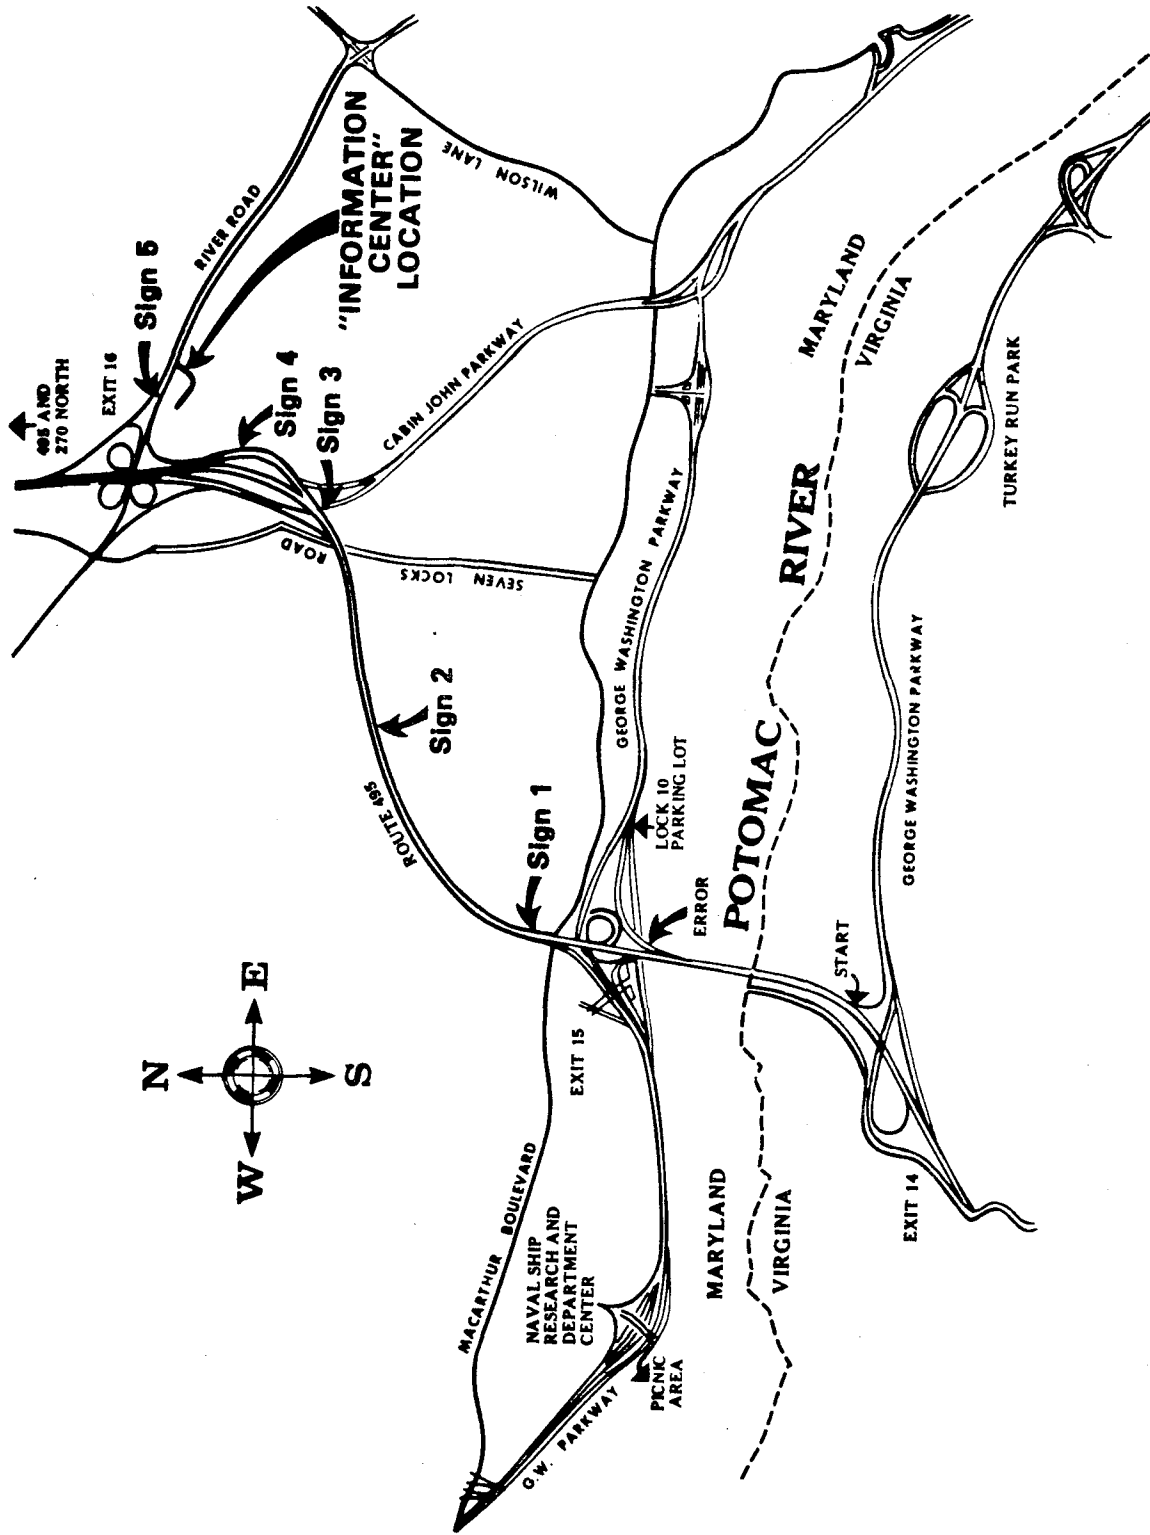 RIVER ROAD
"INFORMATION
CENTER"
LOCATION
WILSON LANE
Sign 5
495 AND
270 NORTH
EXIT 16
Sign 4
Sign 3
CABIN JOHN PARKWAY
ROAD
SEVEN LOCKS
MARYLAND
VIRGINIA
TURKEY RUN PARK
GEORGE WASHINGTON PARKWAY
RIVER
Sign 2
ROUTE 495
Sign 1
LOCK 10
PARKING LOT
POTOMAC
GEORGE WASHINGTON PARKWAY
ERROR
START
N
E
S
W
EXIT 15
EXIT 14
MACARTHUR BOULEVARD
NAVAL SHIP
RESEARCH AND
DEPARTMENT
CENTER
MARYLAND
VIRGINIA
PICNIC
AREA
G.W. PARKWAY